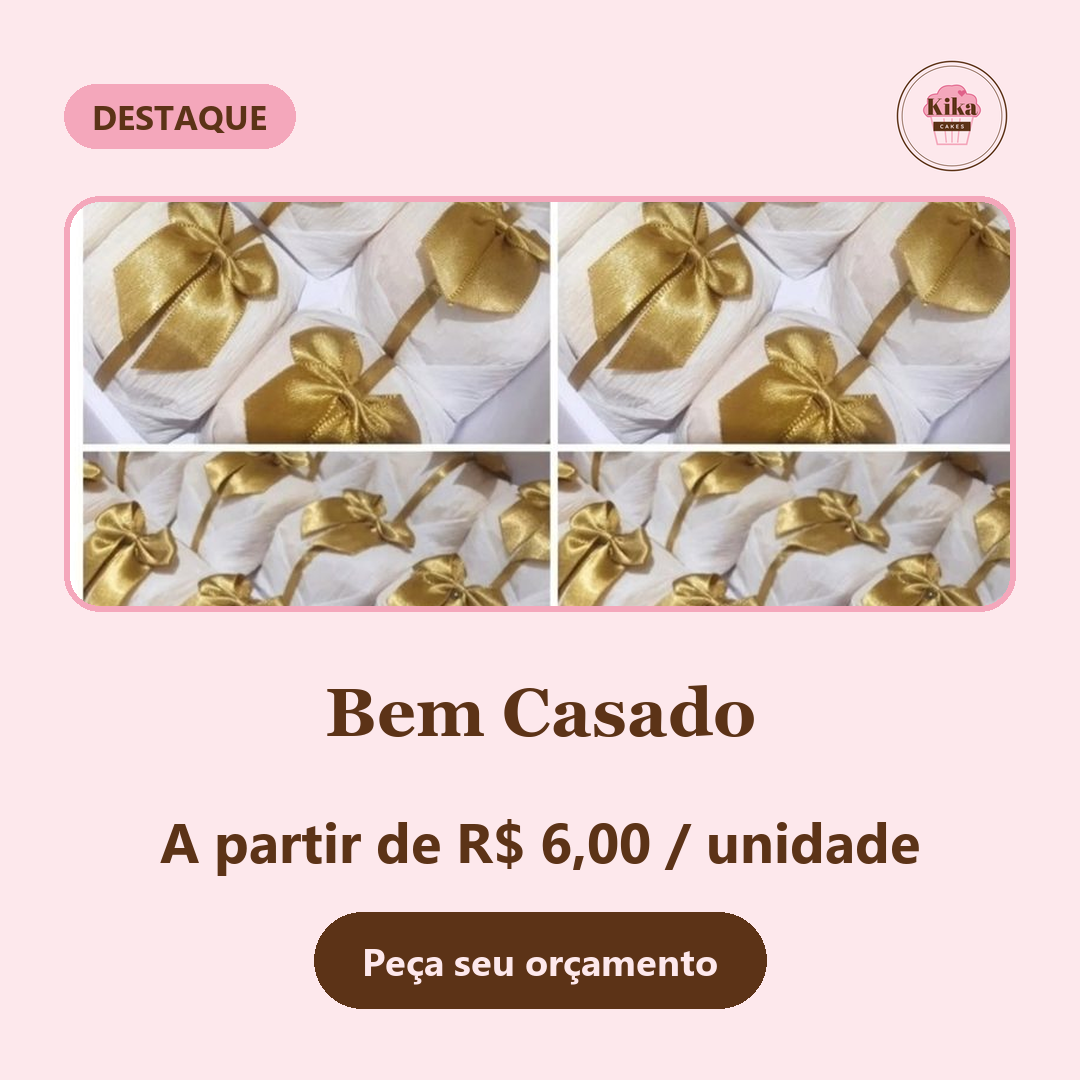 DESTAQUE
Kika
CAKES
Bem Casado
A partir de R$ 6,00 / unidade
Peça seu orçamento